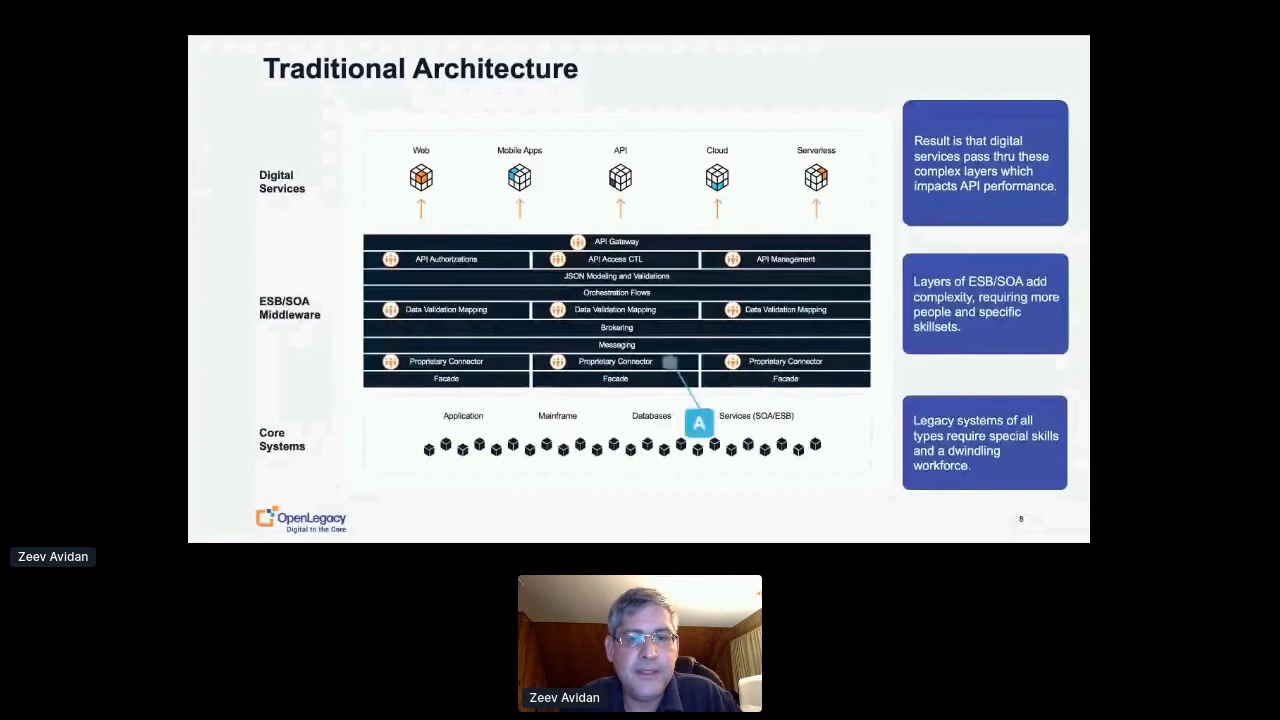 Traditional Architecture
Web
Mobile Apps
API
Cloud
Serverless
Digital
Services
API Gateway
API Authorizations
API Access CTL
API Management
JSON Modeling and Validations
Orchestration Flows
ESB/SOA
Middleware
Data Validation Mapping
Data Validation Mapping
Data Validation Mapping
Brokering
Messaging
Proprietary Connector
Proprietary Connector
Proprietary Connector
Facade
Facade
Facade
Application
Mainframe
Databases
Services (SOA/ESB)
A
Core
Systems
Result is that digital
services pass thru these
complex layers which
impacts API performance.
Layers of ESB/SOA add
complexity, requiring more
people and specific
skillsets.
Legacy systems of all
types require special skills
and a dwindling
workforce.
OpenLegacy
Digital to the Core
8
Zeev Avidan
Zeev Avidan